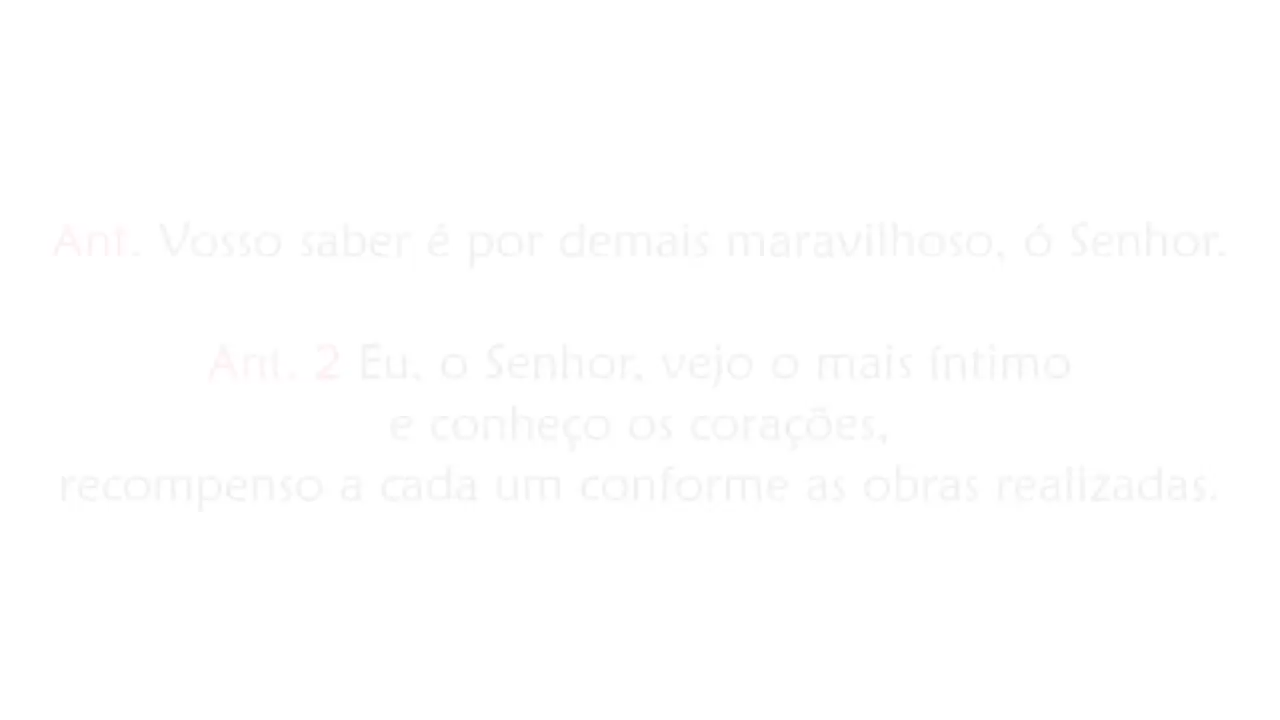 Ant. Vosso saber é por demais maravilhoso, ó Senhor.
Ant. 2 Eu, o Senhor, vejo o mais íntimo
e conheço os corações,
recompenso a cada um conforme as obras realizadas.